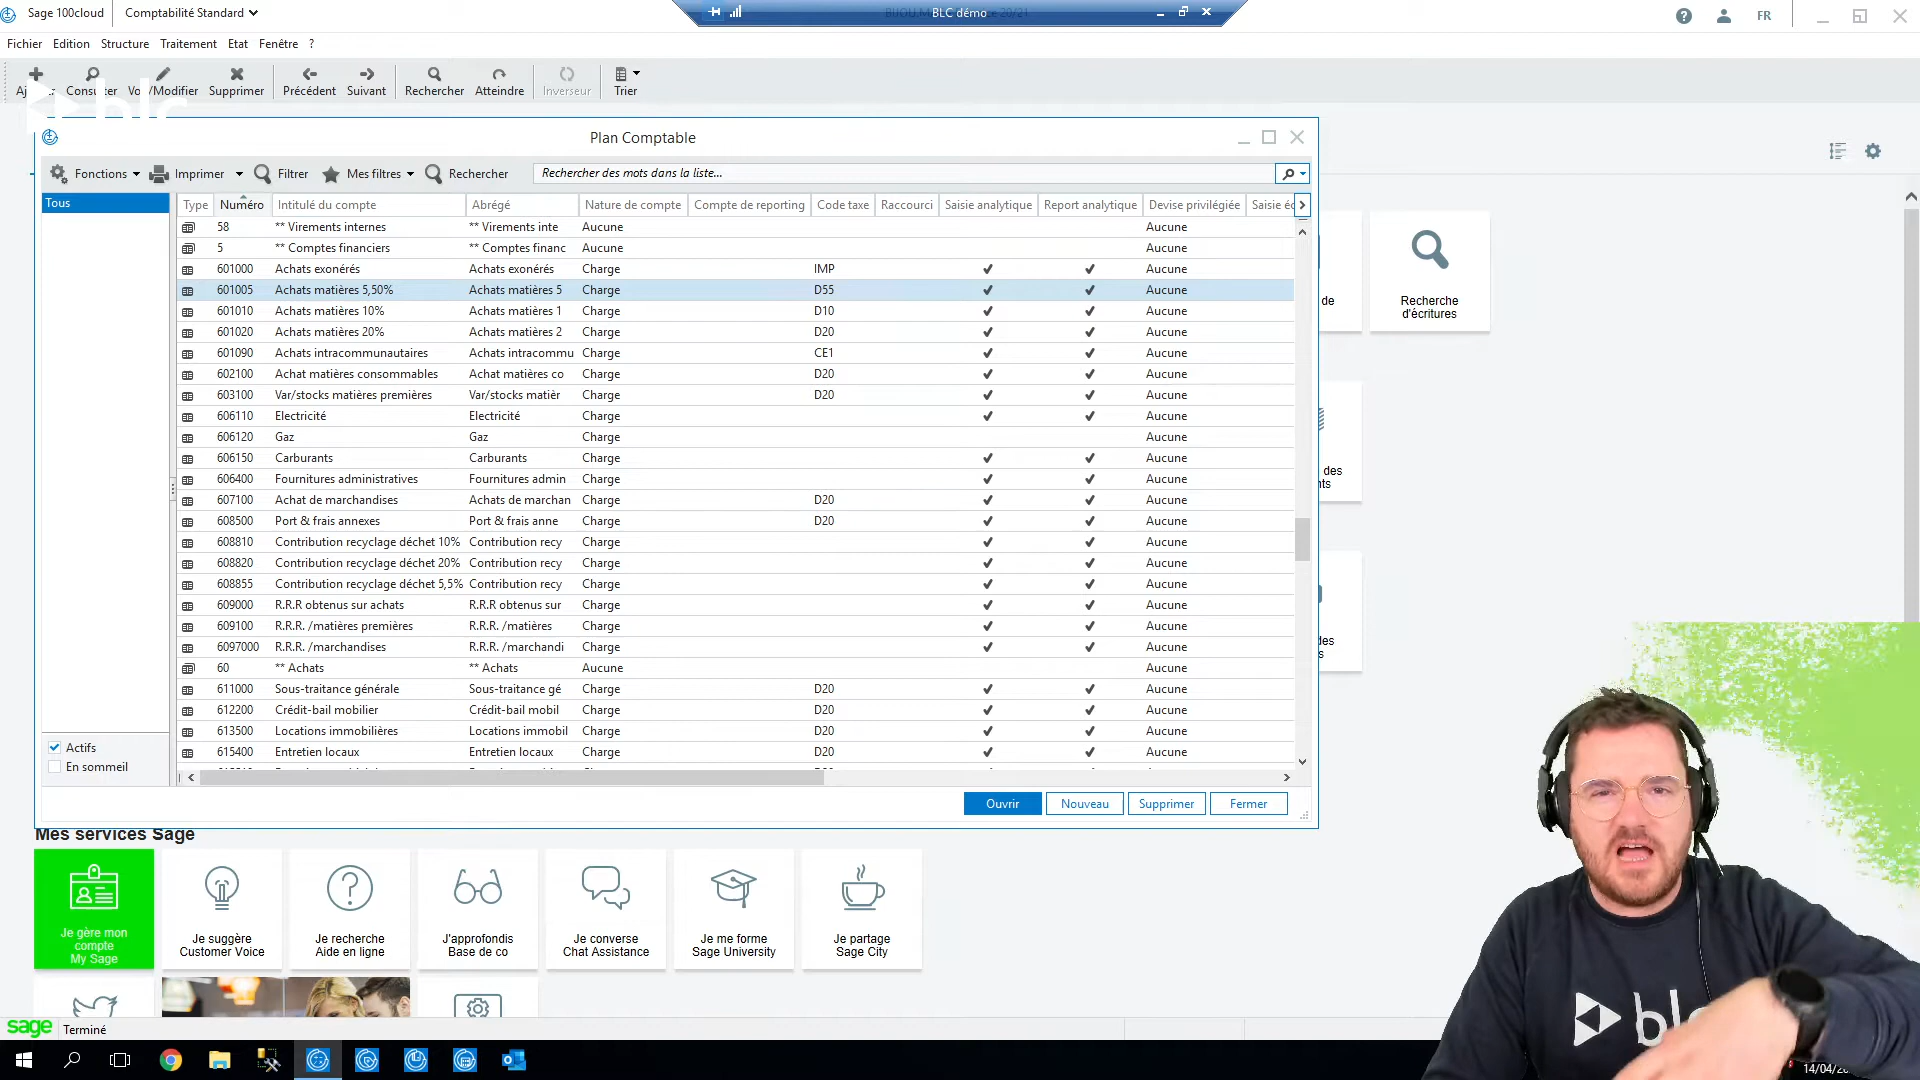 Sage 100cloud
Comptabilité Standard
BLC démo
FR
Fichier Edition Structure Traitement Etat Fenêtre ?
Consulter Supprimer Précédent Suivant Rechercher Atteindre Inverseur Trier
blc
Plan Comptable
Fonctions Imprimer Filtrer Mes filtres Rechercher Rechercher des mots dans la liste...
Tous
Type Numéro Intitulé du compte Abrégé Nature de compte Compte de reporting Code taxe Raccourci Saisie analytique Report analytique Devise privilégiée Saisie éc
58 ** Virements internes ** Virements inte Aucune Aucune
5 ** Comptes financiers ** Comptes financ Aucune Aucune
601000 Achats exonérés Achats exonérés Charge IMP ✔ ✔ Aucune
601005 Achats matières 5,50% Achats matières 5 Charge D55 ✔ ✔ Aucune
601010 Achats matières 10% Achats matières 1 Charge D10 ✔ ✔ Aucune
601020 Achats matières 20% Achats matières 2 Charge D20 ✔ ✔ Aucune
601090 Achats intracommunautaires Achats intracommu Charge CE1 ✔ ✔ Aucune
602100 Achat matières consommables Achat matières co Charge D20 ✔ ✔ Aucune
603100 Var/stocks matières premières Var/stocks matièr Charge D20 ✔ ✔ Aucune
606110 Electricité Electricité Charge ✔ ✔ Aucune
606120 Gaz Gaz Charge Aucune
606150 Carburants Carburants Charge ✔ ✔ Aucune
606400 Fournitures administratives Fournitures admin Charge ✔ ✔ Aucune
607100 Achat de marchandises Achats de marchan Charge D20 ✔ ✔ Aucune
608500 Port & frais annexes Port & frais anne Charge D20 ✔ ✔ Aucune
608810 Contribution recyclage déchet 10% Contribution recy Charge ✔ ✔ Aucune
608820 Contribution recyclage déchet 20% Contribution recy Charge ✔ ✔ Aucune
608855 Contribution recyclage déchet 5,5% Contribution recy Charge ✔ ✔ Aucune
609000 R.R.R obtenus sur achats R.R.R obtenus sur Charge ✔ ✔ Aucune
609100 R.R.R. /matières premières R.R.R. /matières Charge ✔ ✔ Aucune
6097000 R.R.R. /marchandises R.R.R. /marchandi Charge ✔ ✔ Aucune
60 ** Achats ** Achats Aucune Aucune
611000 Sous-traitance générale Sous-traitance gé Charge D20 ✔ ✔ Aucune
612200 Crédit-bail mobilier Crédit-bail mobil Charge D20 ✔ ✔ Aucune
613500 Locations immobilières Locations immobil Charge D20 ✔ ✔ Aucune
615400 Entretien locaux Entretien locaux Charge D20 ✔ ✔ Aucune
Actifs
En sommeil
Ouvrir Nouveau Supprimer Fermer
de
Recherche
d'écritures
des
nts
des
s
Mes services Sage
Je gère mon
compte
My Sage
Je suggère
Customer Voice
Je recherche
Aide en ligne
J'approfondis
Base de co
Je converse
Chat Assistance
Je me forme
Sage University
Je partage
Sage City
sage Terminé
blc
14/04/20